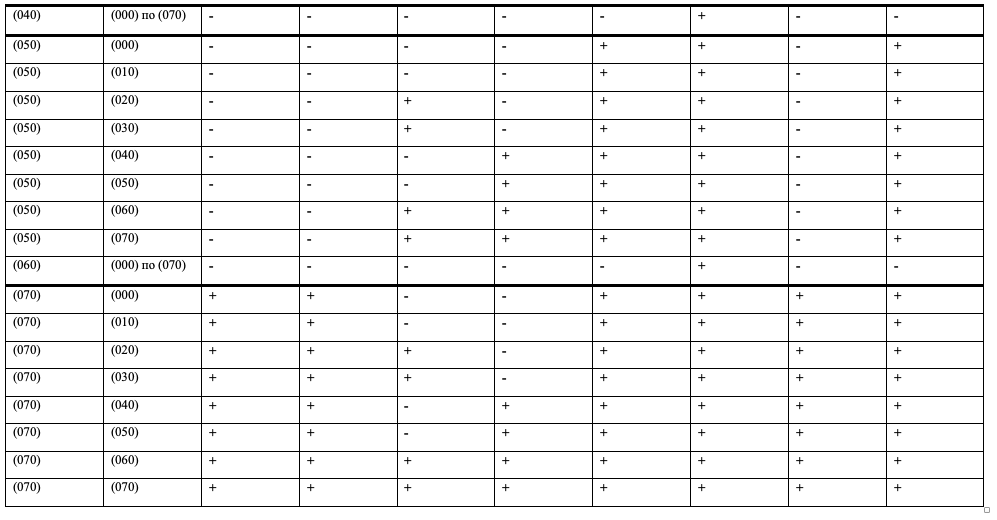 (040) (000) по (070) - - - - - + - -
(050) (000) - - - - + + - +
(050) (010) - - - - + + - +
(050) (020) - - + - + + - +
(050) (030) - - + - + + - +
(050) (040) - - - + + + - +
(050) (050) - - - + + + - +
(050) (060) - - + + + + - +
(050) (070) - - + + + + - +
(060) (000) по (070) - - - - - + - -
(070) (000) + + - - + + + +
(070) (010) + + - - + + + +
(070) (020) + + + - + + + +
(070) (030) + + + - + + + +
(070) (040) + + - + + + + +
(070) (050) + + - + + + + +
(070) (060) + + + + + + + +
(070) (070) + + + + + + + +